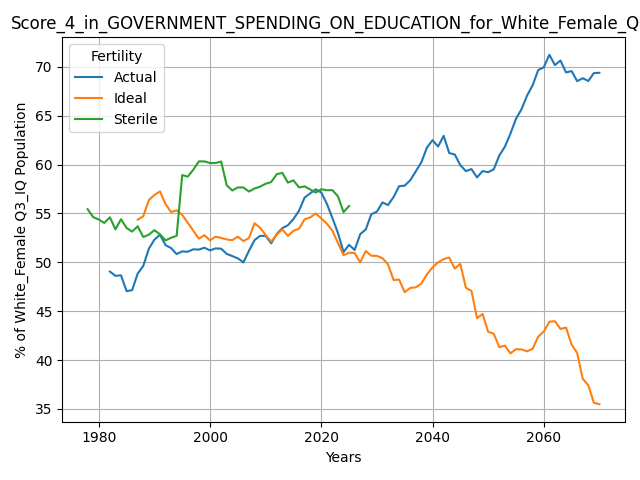 Score_4_in_GOVERNMENT_SPENDING_ON_EDUCATION_for_White_Female_Q
Fertility
Actual
Ideal
Sterile
% of White_Female Q3_IQ Population
70
65
60
55
50
45
40
35
1980
2000
2020
2040
2060
Years